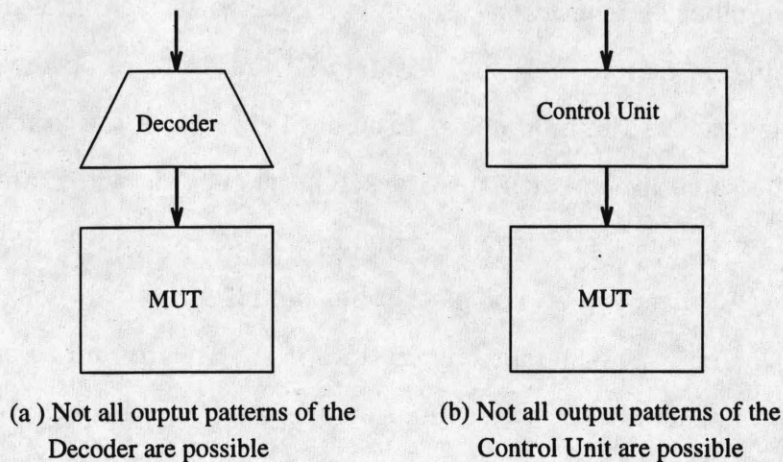 Decoder
Control Unit
MUT
MUT
(a ) Not all ouptut patterns of the
Decoder are possible
(b) Not all output patterns of the
Control Unit are possible